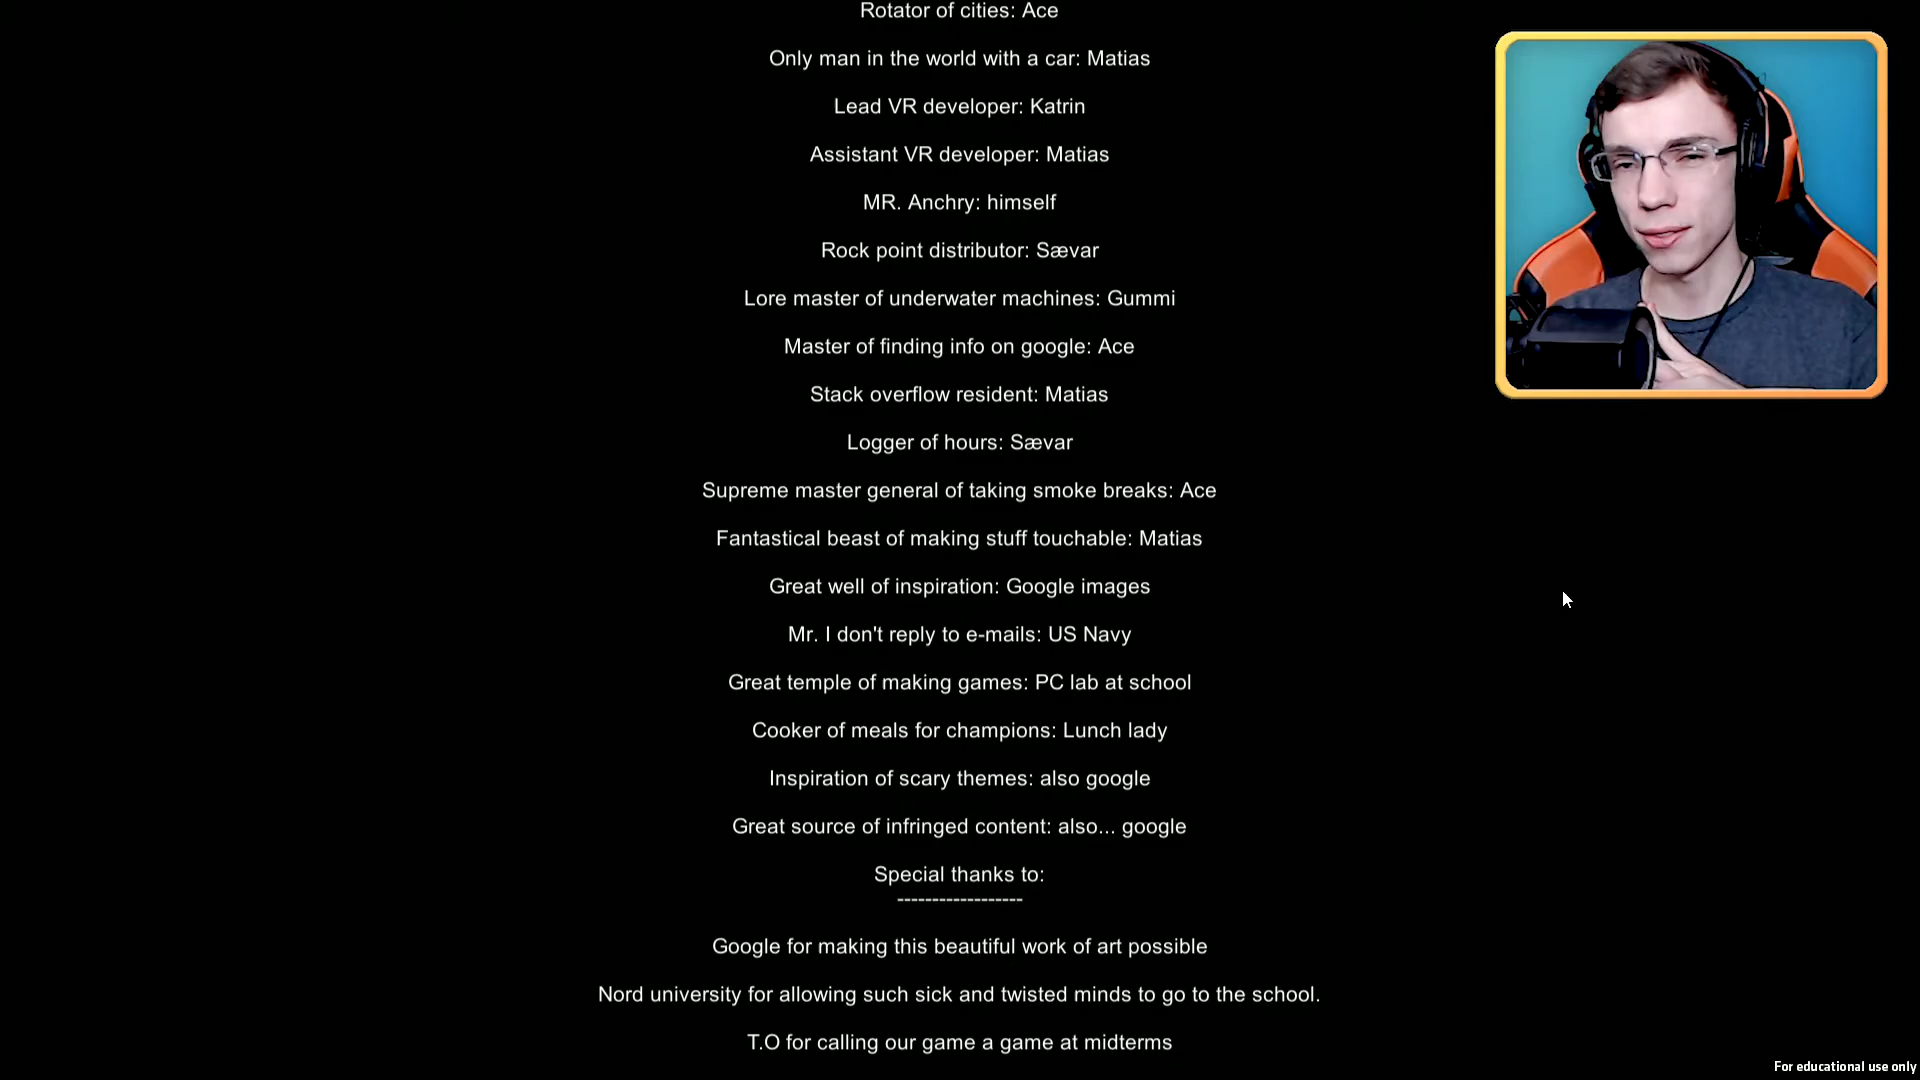 Rotator of cities: Ace
Only man in the world with a car: Matias
Lead VR developer: Katrin
Assistant VR developer: Matias
MR. Anchry: himself
Rock point distributor: Sævar
Lore master of underwater machines: Gummi
Master of finding info on google: Ace
Stack overflow resident: Matias
Logger of hours: Sævar
Supreme master general of taking smoke breaks: Ace
Fantastical beast of making stuff touchable: Matias
Great well of inspiration: Google images
Mr. I don't reply to e-mails: US Navy
Great temple of making games: PC lab at school
Cooker of meals for champions: Lunch lady
Inspiration of scary themes: also google
Great source of infringed content: also... google
Special thanks to:
------------------
Google for making this beautiful work of art possible
Nord university for allowing such sick and twisted minds to go to the school.
T.O for calling our game a game at midterms
For educational use only